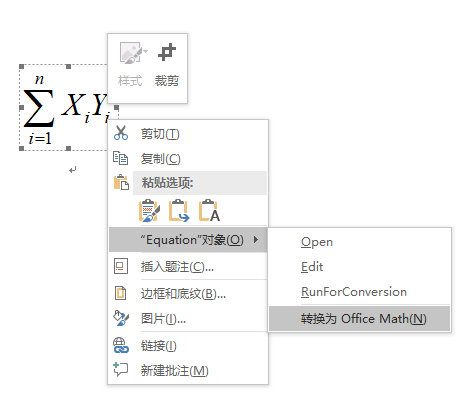 样式 裁剪
n
∑ XᵢYᵢ
i=1
剪切(T)
复制(C)
粘贴选项:
A
“Equation”对象(O)
Open
插入题注(C)...
Edit
边框和底纹(B)...
RunForConversion
图片(I)...
转换为 Office Math(N)
链接(I)
新建批注(M)